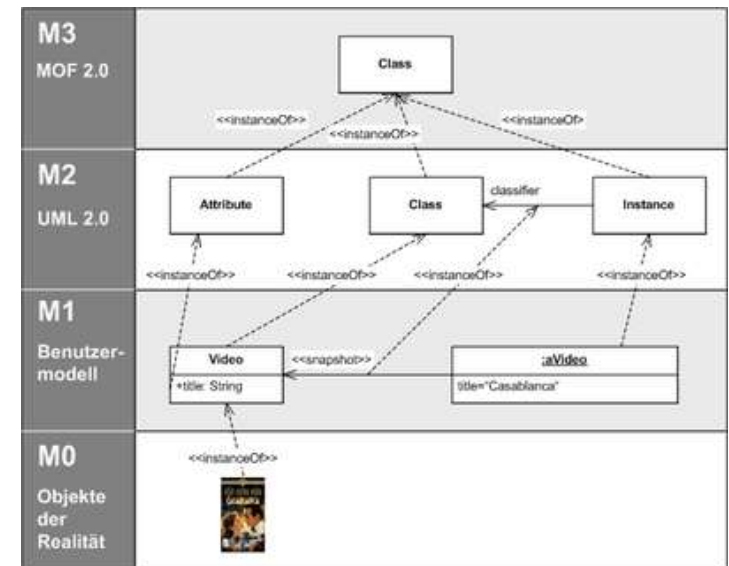 M3
MOF 2.0
Class
<<instanceOf>>
<<instanceOf>
<<instanceOf>>
M2
UML 2.0
Attribute
Class
classifier
Instance
<<instanceOf>>
<<instanceOf>>
<<instanceOf>>
<<instanceOf>>
M1
Benutzer-
modell
Video
<<snapshot>>
:aVideo
+title: String
title="Casablanca"
M0
<<instanceOf>>
Objekte
der
Realität